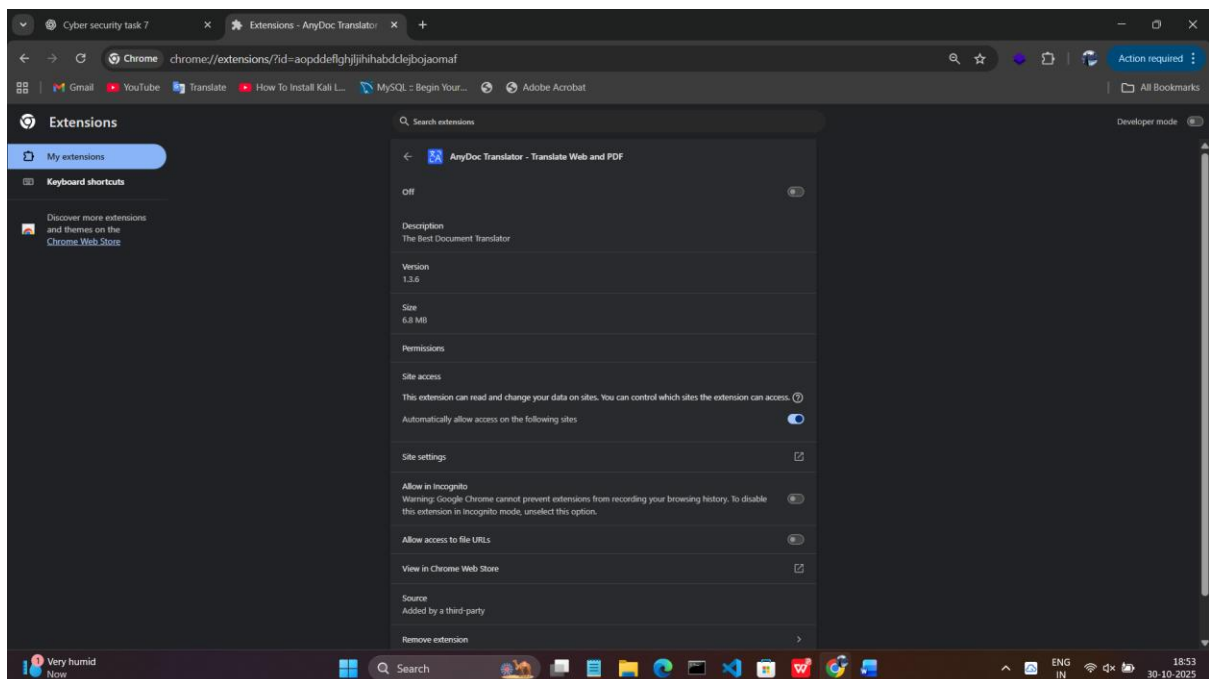 Cyber security task 7
Extensions - AnyDoc Translator
Chrome
chrome://extensions/?id=aopddeflghjljihihabdclejbojaomaf
Action required
Gmail
YouTube
Translate
How To Install Kali L...
MySQL :: Begin Your...
Adobe Acrobat
All Bookmarks
Extensions
Search extensions
Developer mode
My extensions
Keyboard shortcuts
Discover more extensions
and themes on the
Chrome Web Store
AnyDoc Translator - Translate Web and PDF
Off
Description
The Best Document Translator
Version
1.3.6
Size
6.8 MB
Permissions
Site access
This extension can read and change your data on sites. You can control which sites the extension can access.
Automatically allow access on the following sites
Site settings
Allow in Incognito
Warning: Google Chrome cannot prevent extensions from recording your browsing history. To disable
this extension in Incognito mode, unselect this option.
Allow access to file URLs
View in Chrome Web Store
Source
Added by a third-party
Remove extension
1
Very humid
Now
Search
ENG
IN
18:53
30-10-2025